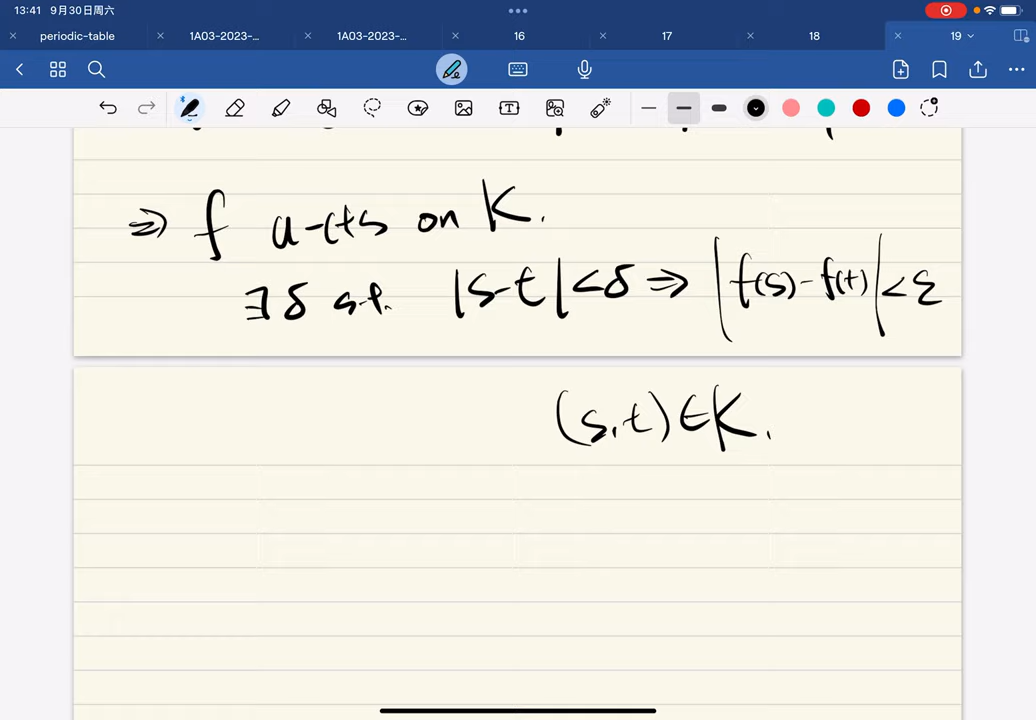 13:41 9月30日周六
periodic-table 1A03-2023-... 1A03-2023-... 16 17 18 19
⇒ f u-cts on K.
∃ δ s.t. |s-t|<δ ⇒ |f(s)-f(t)|<ε
(s,t)∈K.